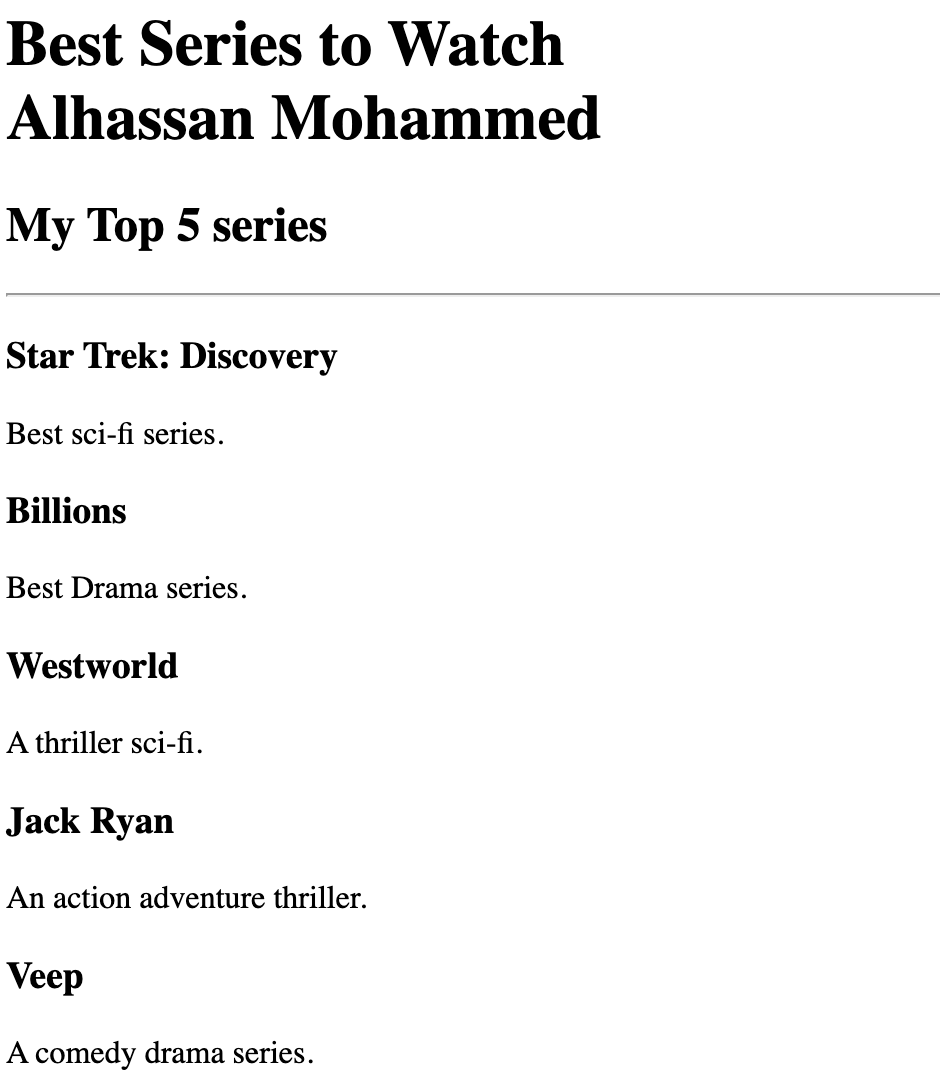 Best Series to Watch
Alhassan Mohammed
My Top 5 series
Star Trek: Discovery
Best sci-fi series.
Billions
Best Drama series.
Westworld
A thriller sci-fi.
Jack Ryan
An action adventure thriller.
Veep
A comedy drama series.